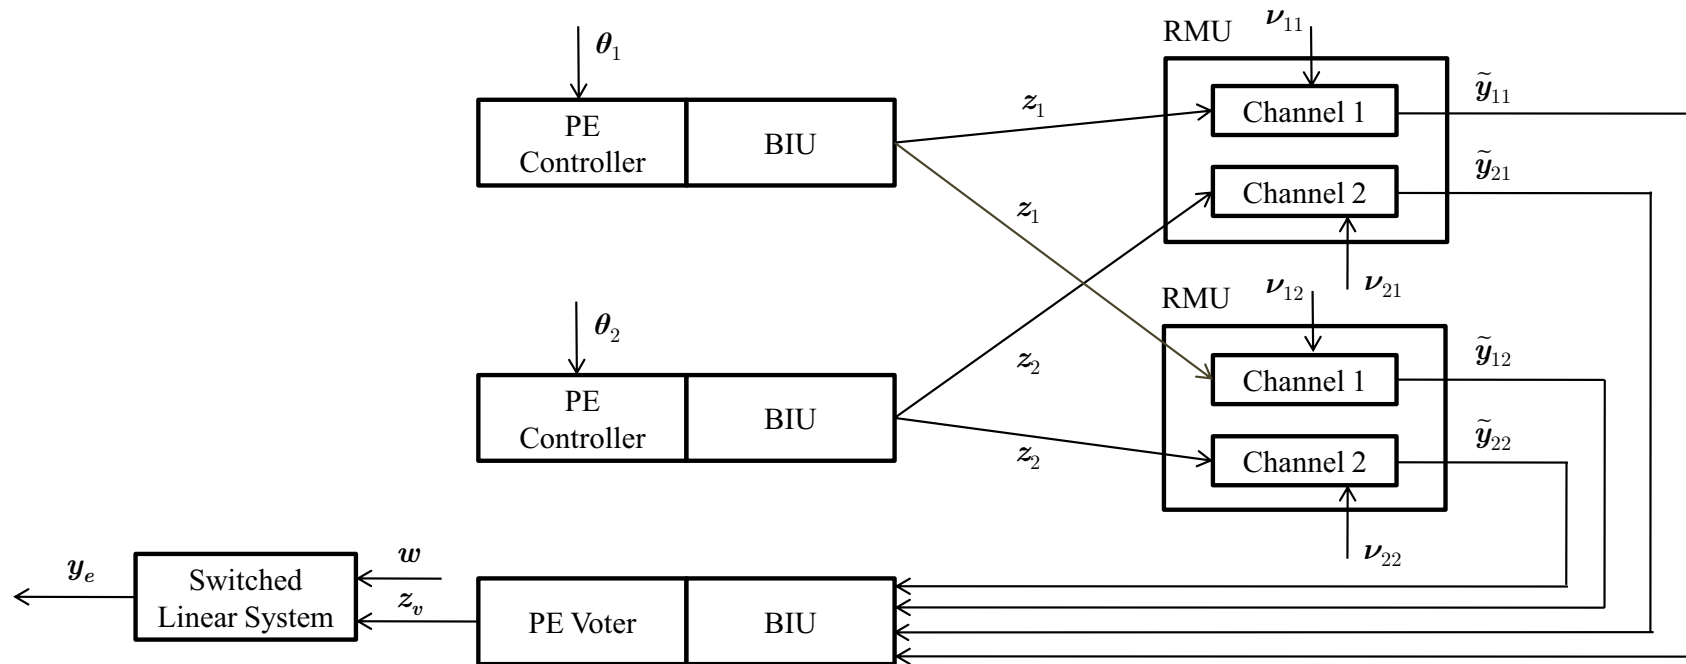 θ₁
PE
Controller
BIU
z₁
z₁
RMU
ν₁₁
Channel 1
ỹ₁₁
Channel 2
ỹ₂₁
ν₂₁
θ₂
PE
Controller
BIU
z₂
z₂
RMU
ν₁₂
Channel 1
ỹ₁₂
Channel 2
ỹ₂₂
ν₂₂
yₑ
Switched
Linear System
w
zᵥ
PE Voter
BIU